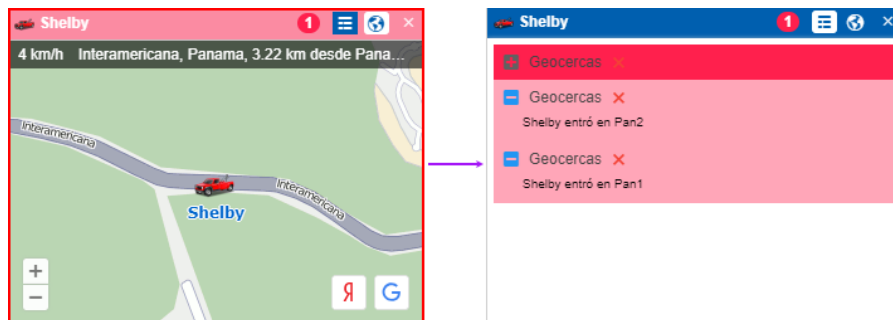 Shelby 1
4 km/h Interamericana, Panama, 3.22 km desde Pana...
Interamericana
Interamericana
Shelby
+
−
Я G
Shelby 1
Geocercas
Geocercas
Shelby entró en Pan2
Geocercas
Shelby entró en Pan1